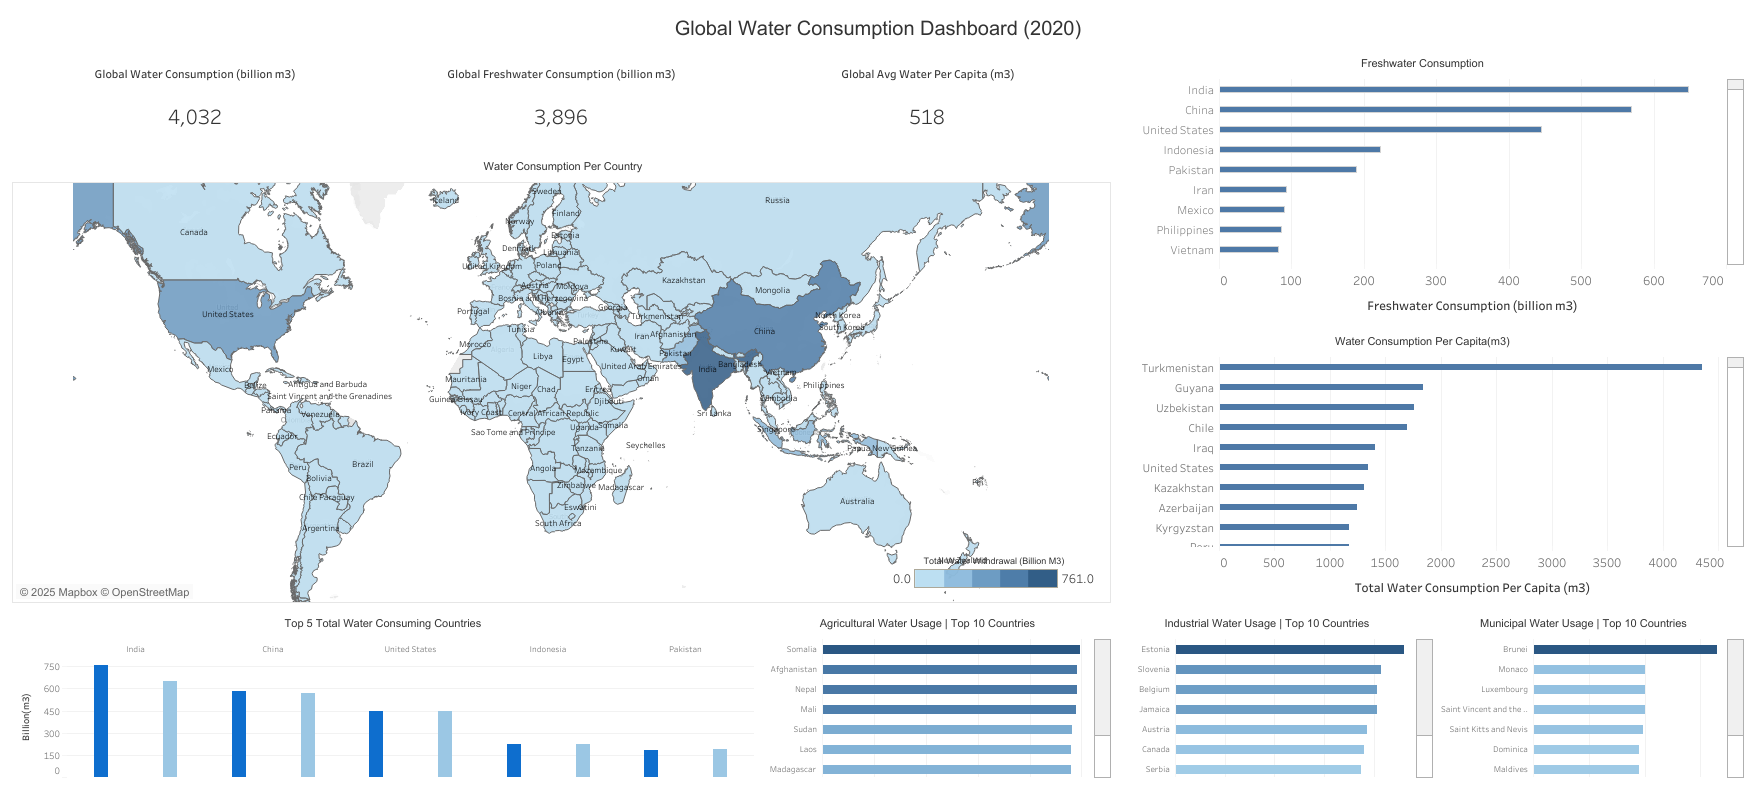 Global Water Consumption Dashboard (2020)
Global Water Consumption (billion m3)
4,032
Global Freshwater Consumption (billion m3)
3,896
Global Avg Water Per Capita (m3)
518
Water Consumption Per Country
Sweden
Iceland
Russia
Finland
Norway
Canada
Estonia
Denmark
Lithuania
United Kingdom
Poland
Kazakhstan
Austria
Moldova
Mongolia
Bosnia and Herzegovina
Georgia
Portugal
Albania
United States
Turkmenistan
North Korea
South Korea
Tunisia
China
Iran
Afghanistan
Morocco
Algeria
Palestine
Kuwait
Pakistan
Libya
Egypt
United Arab Emirates
Bangladesh
Mexico
India
Vietnam
Oman
Mauritania
Belize
Antigua and Barbuda
Niger
Chad
Eritrea
Philippines
Saint Vincent and the Grenadines
Guinea-Bissau
Djibouti
Cambodia
Panama
Venezuela
Ivory Coast
Central African Republic
Sri Lanka
Uganda
Somalia
Sao Tome and Principe
Singapore
Ecuador
Seychelles
Tanzania
Papua New Guinea
Peru
Brazil
Angola
Mozambique
Bolivia
Zimbabwe
Madagascar
Fiji
Chile
Paraguay
Australia
Eswatini
South Africa
Argentina
New Zealand
Total Water Withdrawal (Billion M3)
0.0
761.0
© 2025 Mapbox © OpenStreetMap
Freshwater Consumption
India
China
United States
Indonesia
Pakistan
Iran
Mexico
Philippines
Vietnam
0 100 200 300 400 500 600 700
Freshwater Consumption (billion m3)
Water Consumption Per Capita(m3)
Turkmenistan
Guyana
Uzbekistan
Chile
Iraq
United States
Kazakhstan
Azerbaijan
Kyrgyzstan
Peru
0 500 1000 1500 2000 2500 3000 3500 4000 4500
Total Water Consumption Per Capita (m3)
Top 5 Total Water Consuming Countries
India China United States Indonesia Pakistan
Billion(m3)
750
600
450
300
150
0
Agricultural Water Usage | Top 10 Countries
Somalia
Afghanistan
Nepal
Mali
Sudan
Laos
Madagascar
Industrial Water Usage | Top 10 Countries
Estonia
Slovenia
Belgium
Jamaica
Austria
Canada
Serbia
Municipal Water Usage | Top 10 Countries
Brunei
Monaco
Luxembourg
Saint Vincent and the ..
Saint Kitts and Nevis
Dominica
Maldives